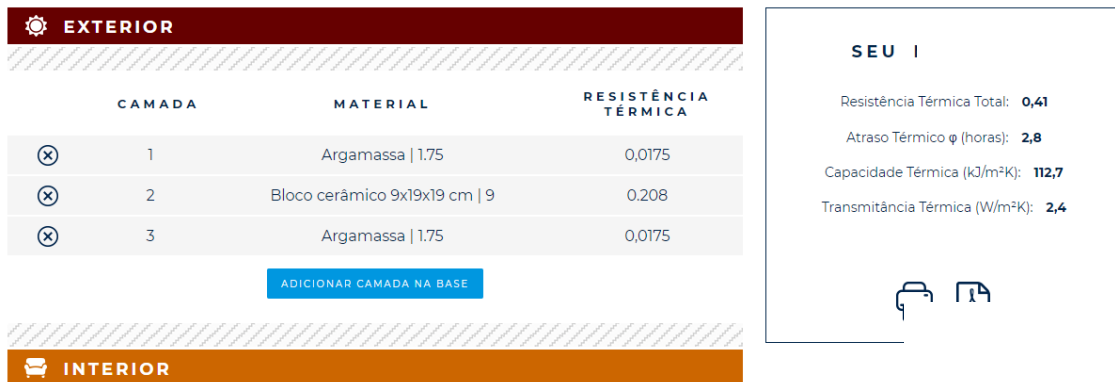 EXTERIOR
CAMADA MATERIAL RESISTÊNCIA TÉRMICA
1 Argamassa | 1.75 0,0175
2 Bloco cerâmico 9x19x19 cm | 9 0.208
3 Argamassa | 1.75 0,0175
ADICIONAR CAMADA NA BASE
INTERIOR
SEU
Resistência Térmica Total: 0,41
Atraso Térmico φ (horas): 2,8
Capacidade Térmica (kJ/m²K): 112,7
Transmitância Térmica (W/m²K): 2,4